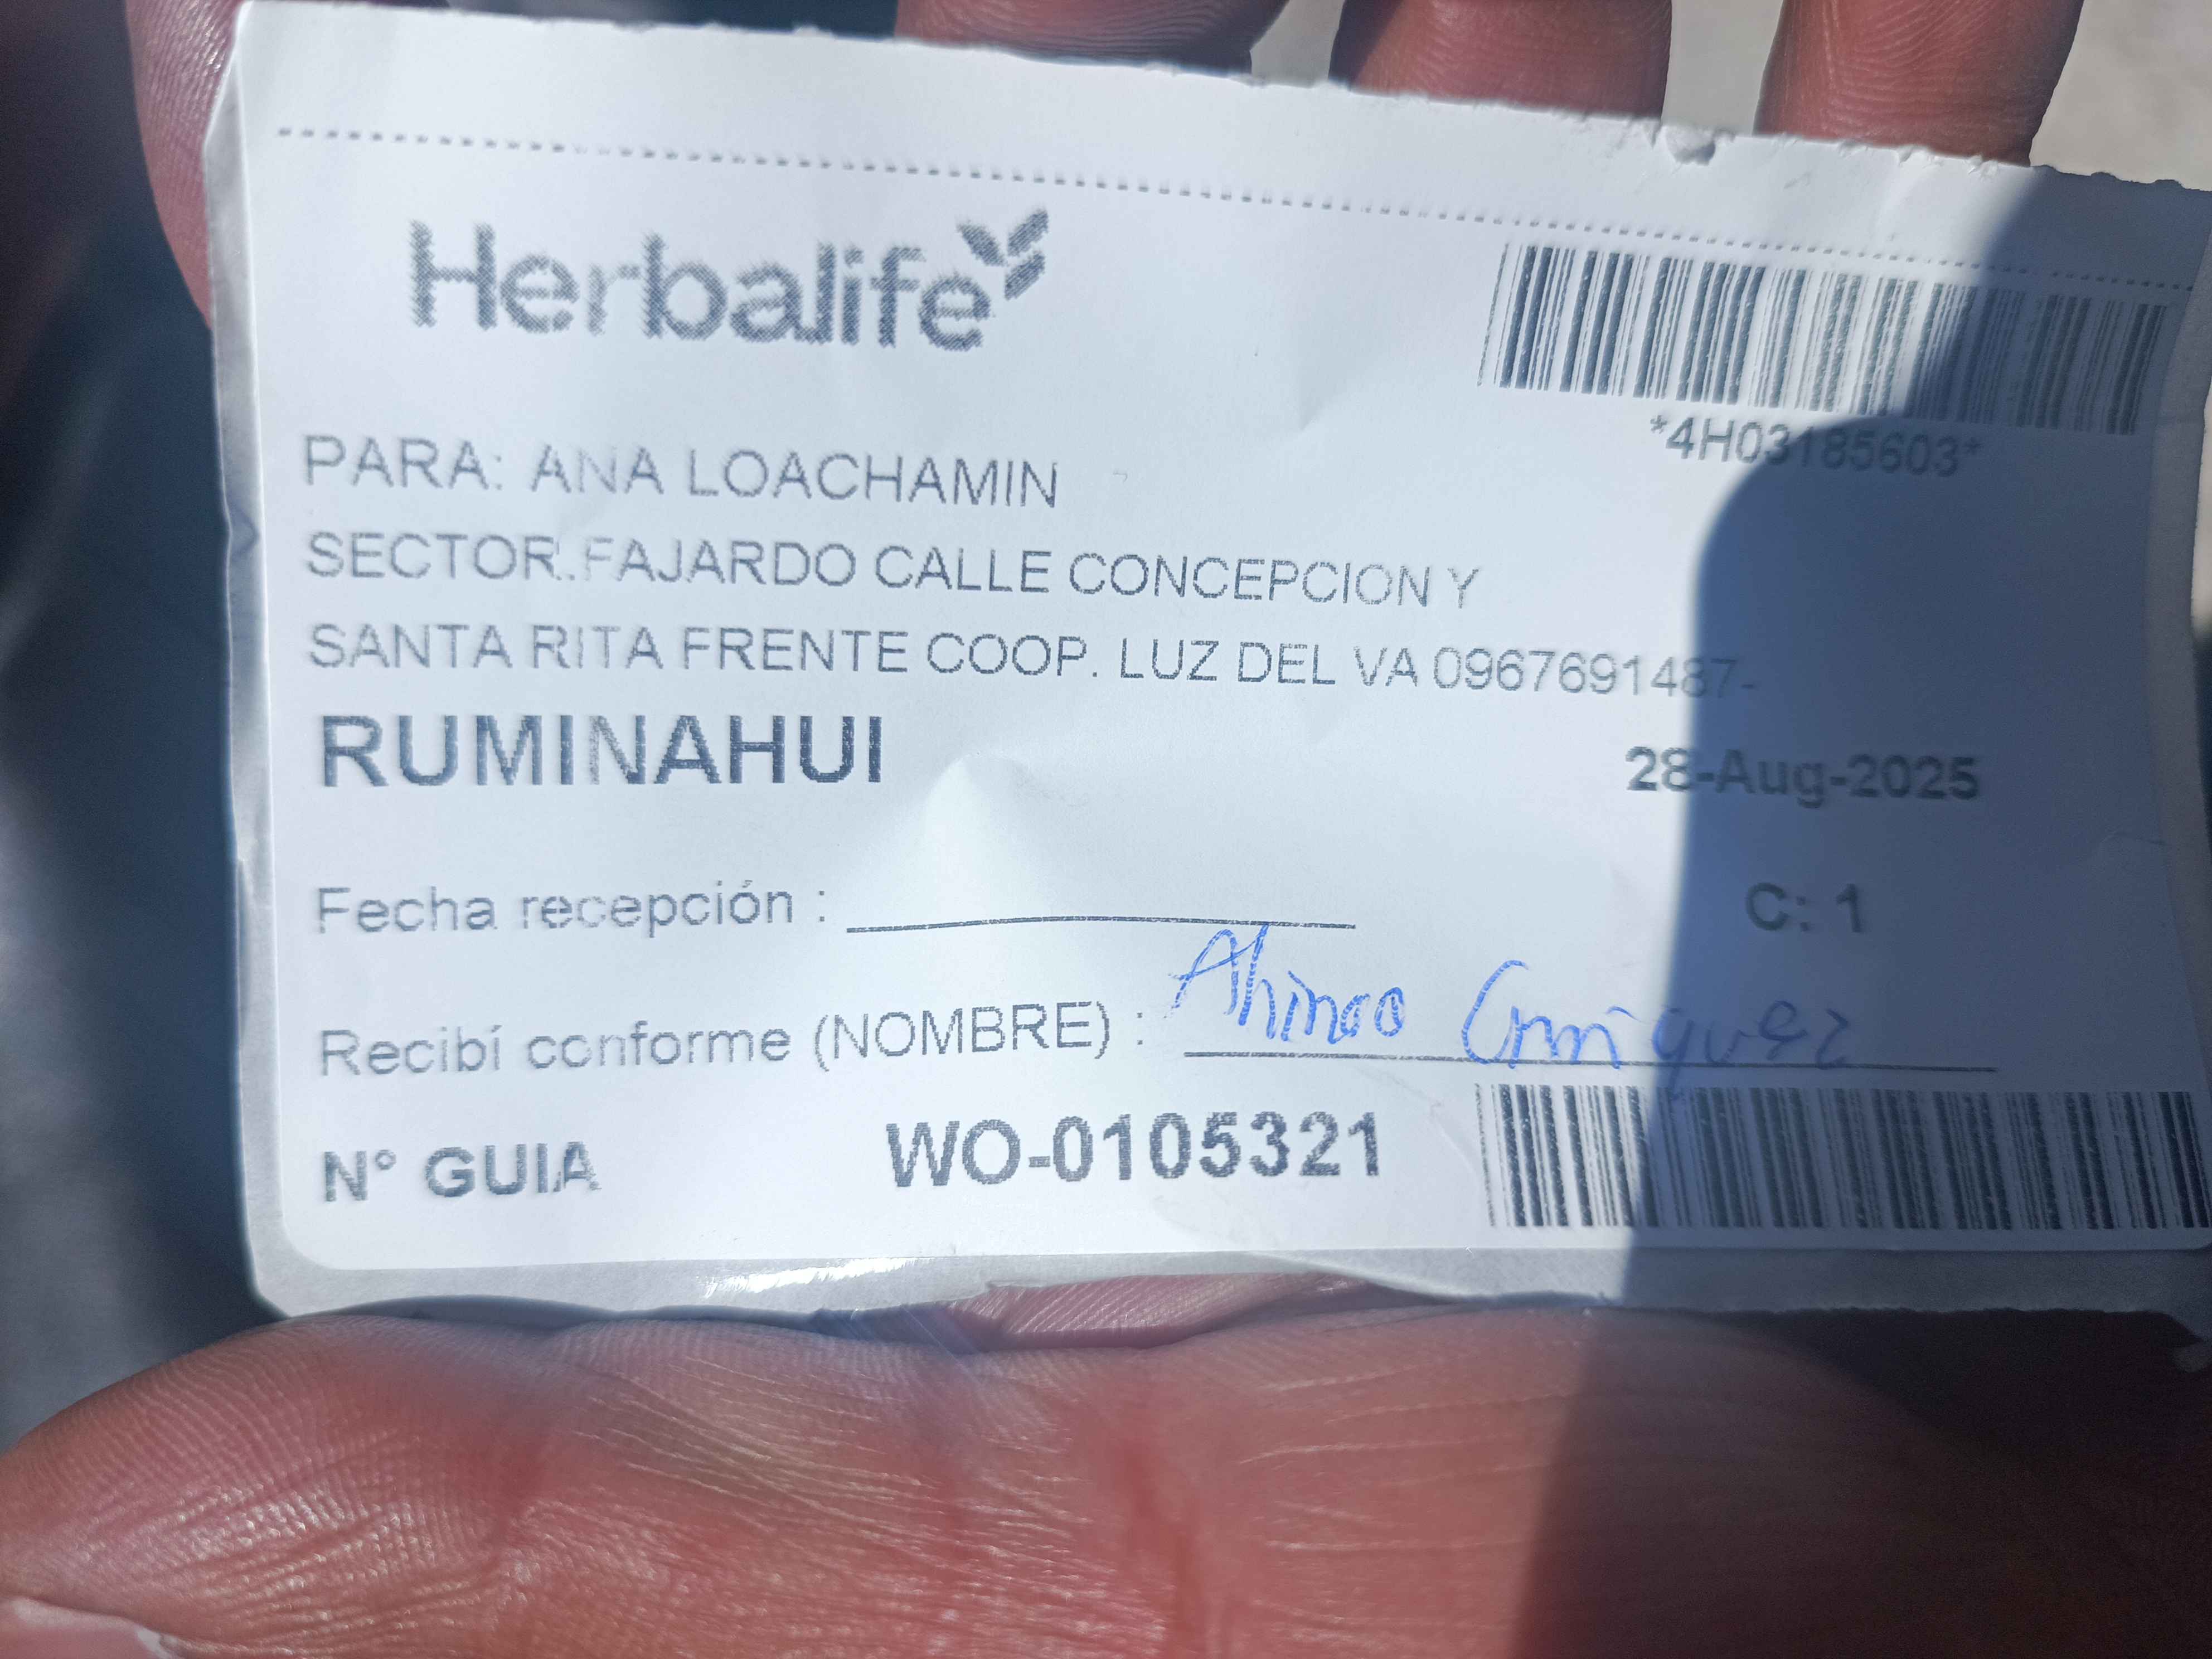 Herbalife
*4H03185603*
PARA: ANA LOACHAMIN
SECTOR.FAJARDO CALLE CONCEPCION Y
SANTA RITA FRENTE COOP. LUZ DEL VA 0967691487-
RUMINAHUI
28-Aug-2025
Fecha recepción :
C: 1
Recibí conforme (NOMBRE) :
N° GUIA WO-0105321